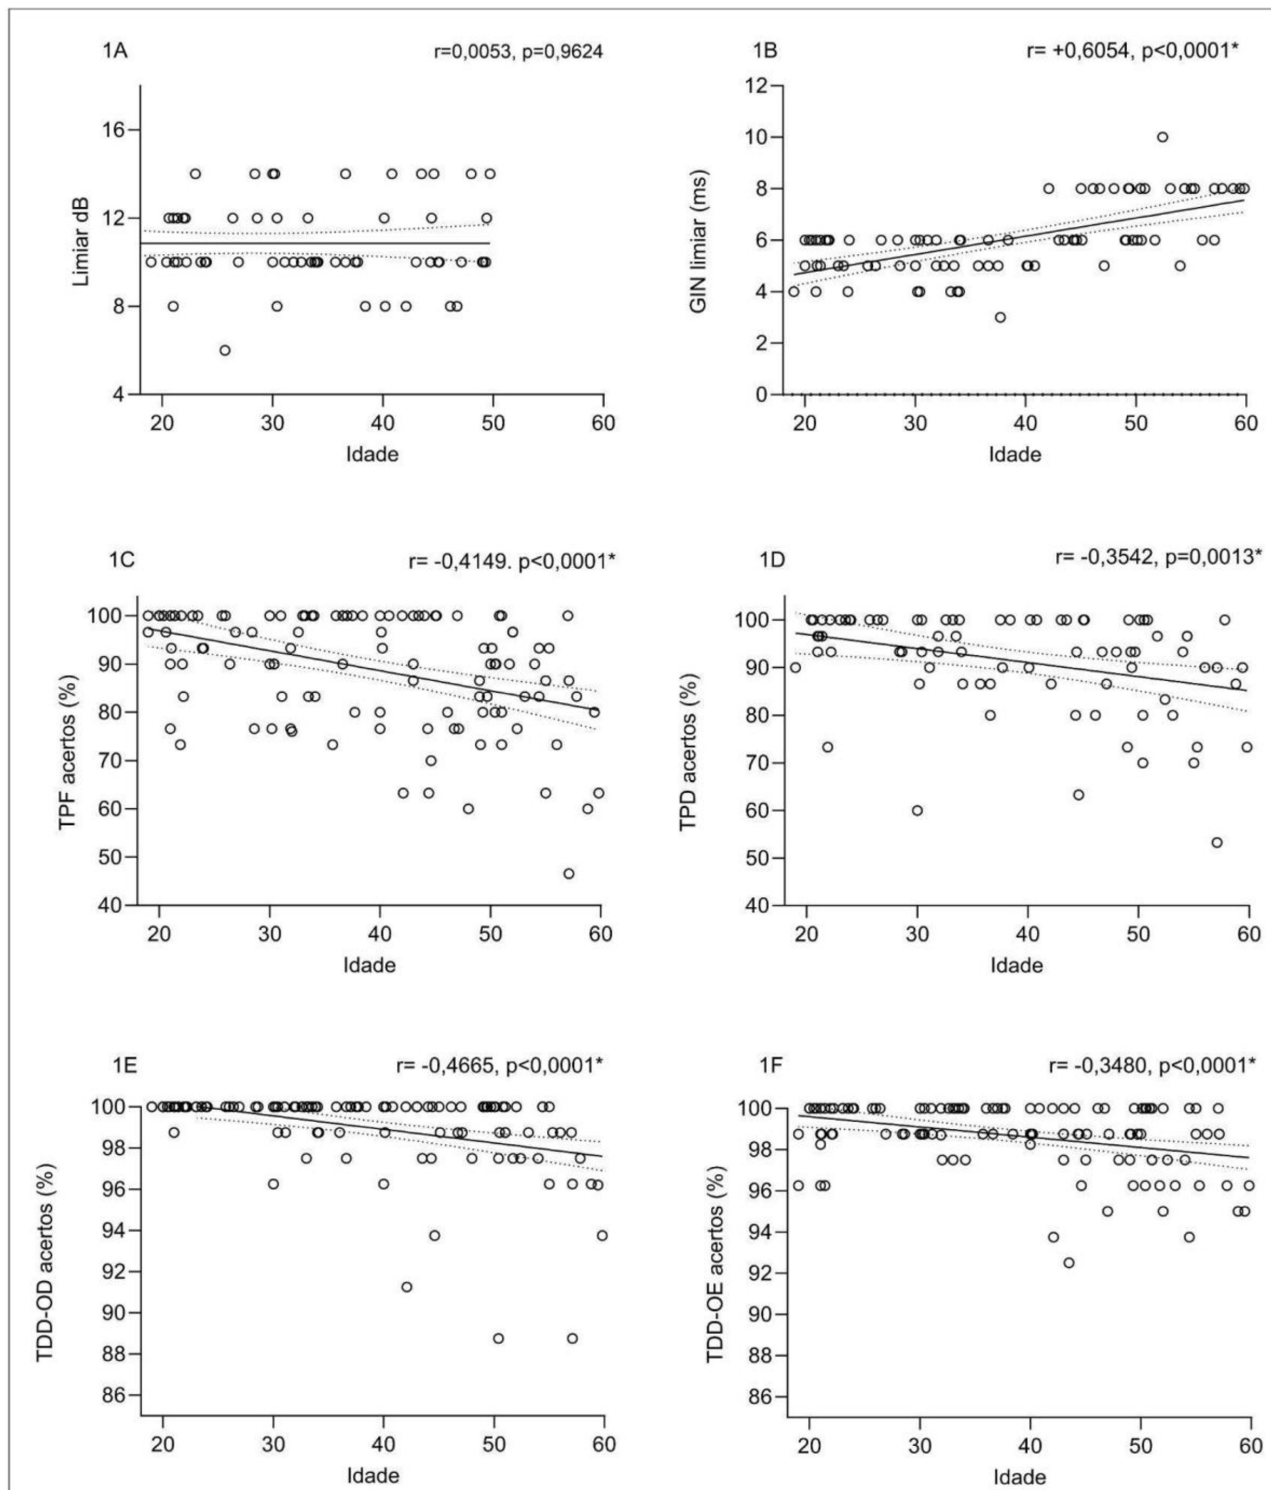 1A
r=0,0053, p=0,9624
16
12
8
4
Limiar dB
20 30 40 50 60
Idade
1B
r= +0,6054, p<0,0001*
12
10
8
6
4
2
0
GIN limiar (ms)
20 30 40 50 60
Idade
1C
r= -0,4149. p<0,0001*
100
90
80
70
60
50
40
TPF acertos (%)
20 30 40 50 60
Idade
1D
r= -0,3542, p=0,0013*
100
90
80
70
60
50
40
TPD acertos (%)
20 30 40 50 60
Idade
1E
r= -0,4665, p<0,0001*
100
98
96
94
92
90
88
86
TDD-OD acertos (%)
20 30 40 50 60
Idade
1F
r= -0,3480, p<0,0001*
100
98
96
94
92
90
88
86
TDD-OE acertos (%)
20 30 40 50 60
Idade